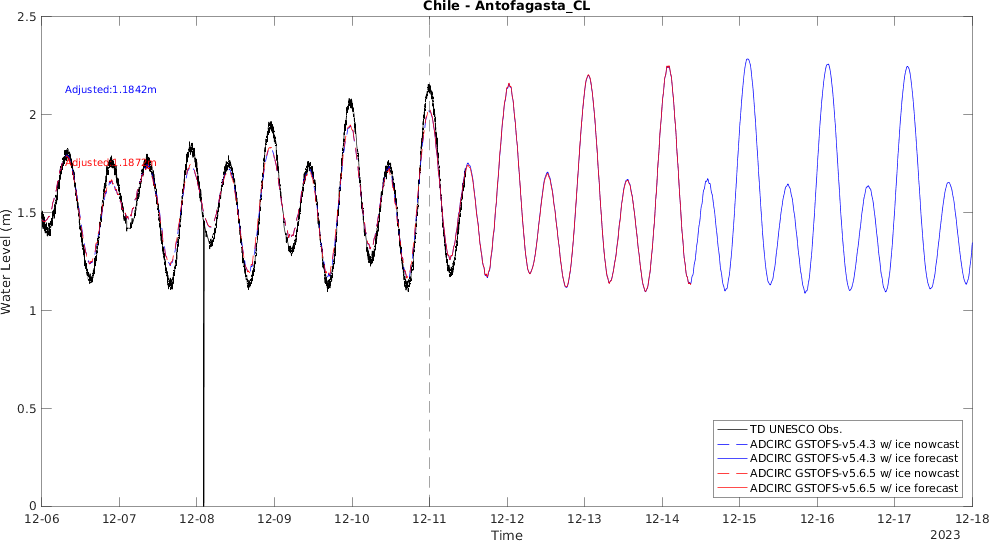 Chile - Antofagasta_CL
2.5
2
1.5
1
0.5
0
Water Level (m)
Adjusted:1.1842m
Adjusted:1.187
TD UNESCO Obs.
ADCIRC GSTOFS-v5.4.3 w/ ice nowcast
ADCIRC GSTOFS-v5.4.3 w/ ice forecast
ADCIRC GSTOFS-v5.6.5 w/ ice nowcast
ADCIRC GSTOFS-v5.6.5 w/ ice forecast
12-06 12-07 12-08 12-09 12-10 12-11 12-12 12-13 12-14 12-15 12-16 12-17 12-18
Time
2023